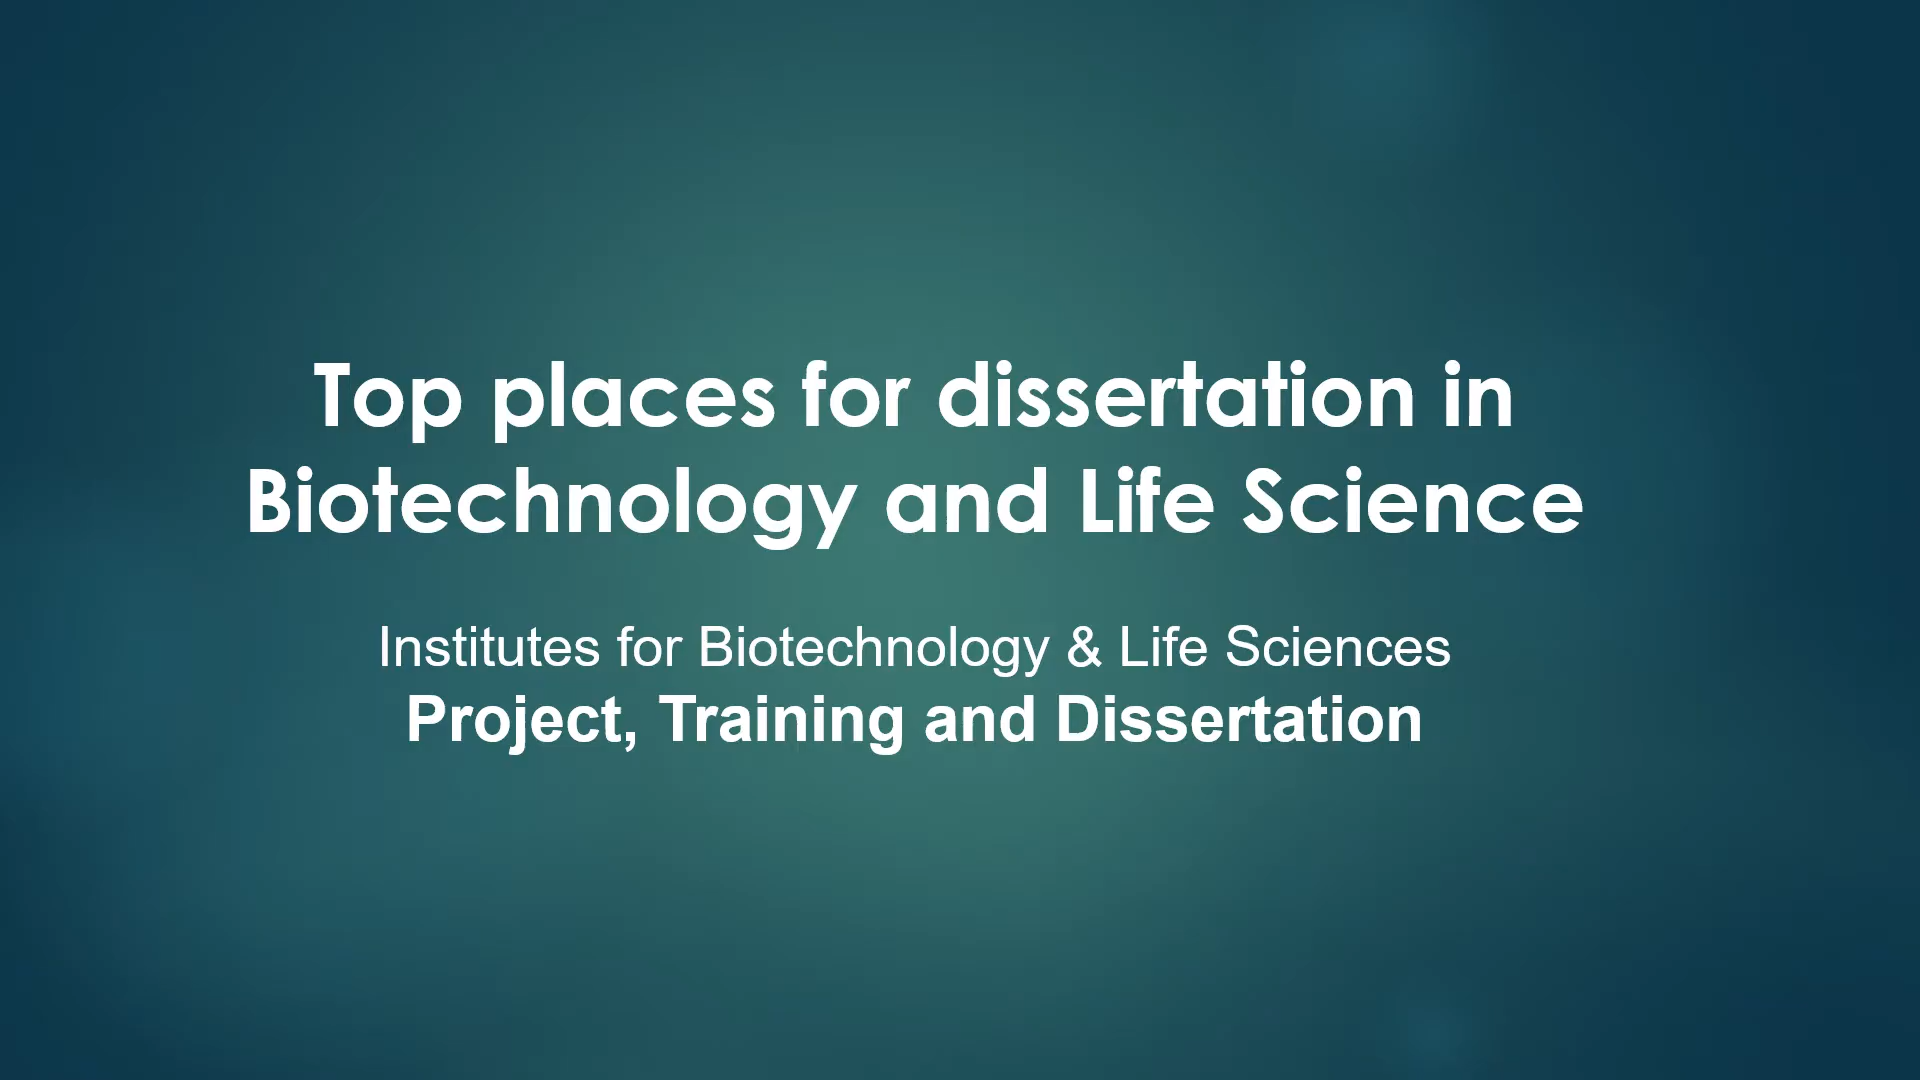 Top places for dissertation in
Biotechnology and Life Science
Institutes for Biotechnology & Life Sciences
Project, Training and Dissertation